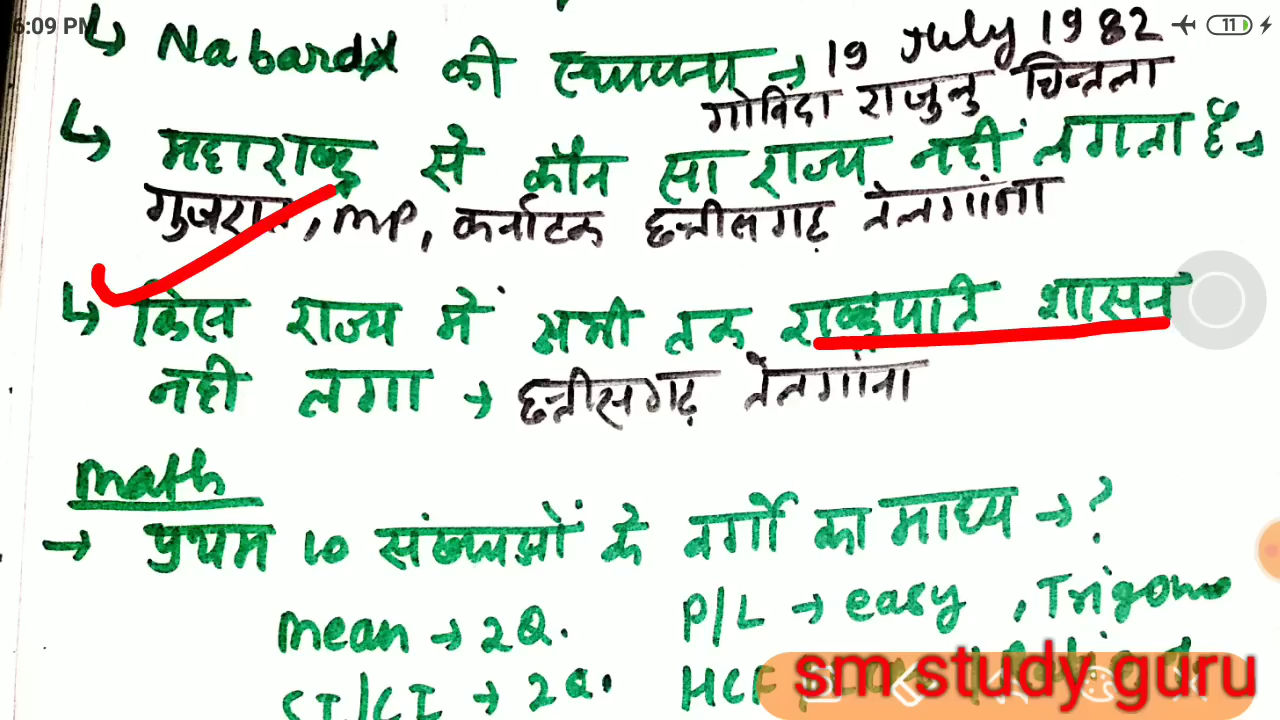 6:09 PM 11
↳ Nabard की स्थापना → 19 July 1982
गोविंदा राजुलु चिन्तला
↳ महाराष्ट्र से कौन सा राज्य नहीं लगता है →
गुजरात, MP, कर्नाटक छत्तीसगढ़ तेलगांना
↳ किस राज्य में अभी तक राष्ट्रपति शासन
नही लगा → छत्तीसगढ़ तेलगांना
Math
→ प्रथम 10 संख्याओं के वर्गो का माध्य → ?
mean → 2Q. P/L → easy , Trigono
SI/CI → 2Q. HCF
sm study guru